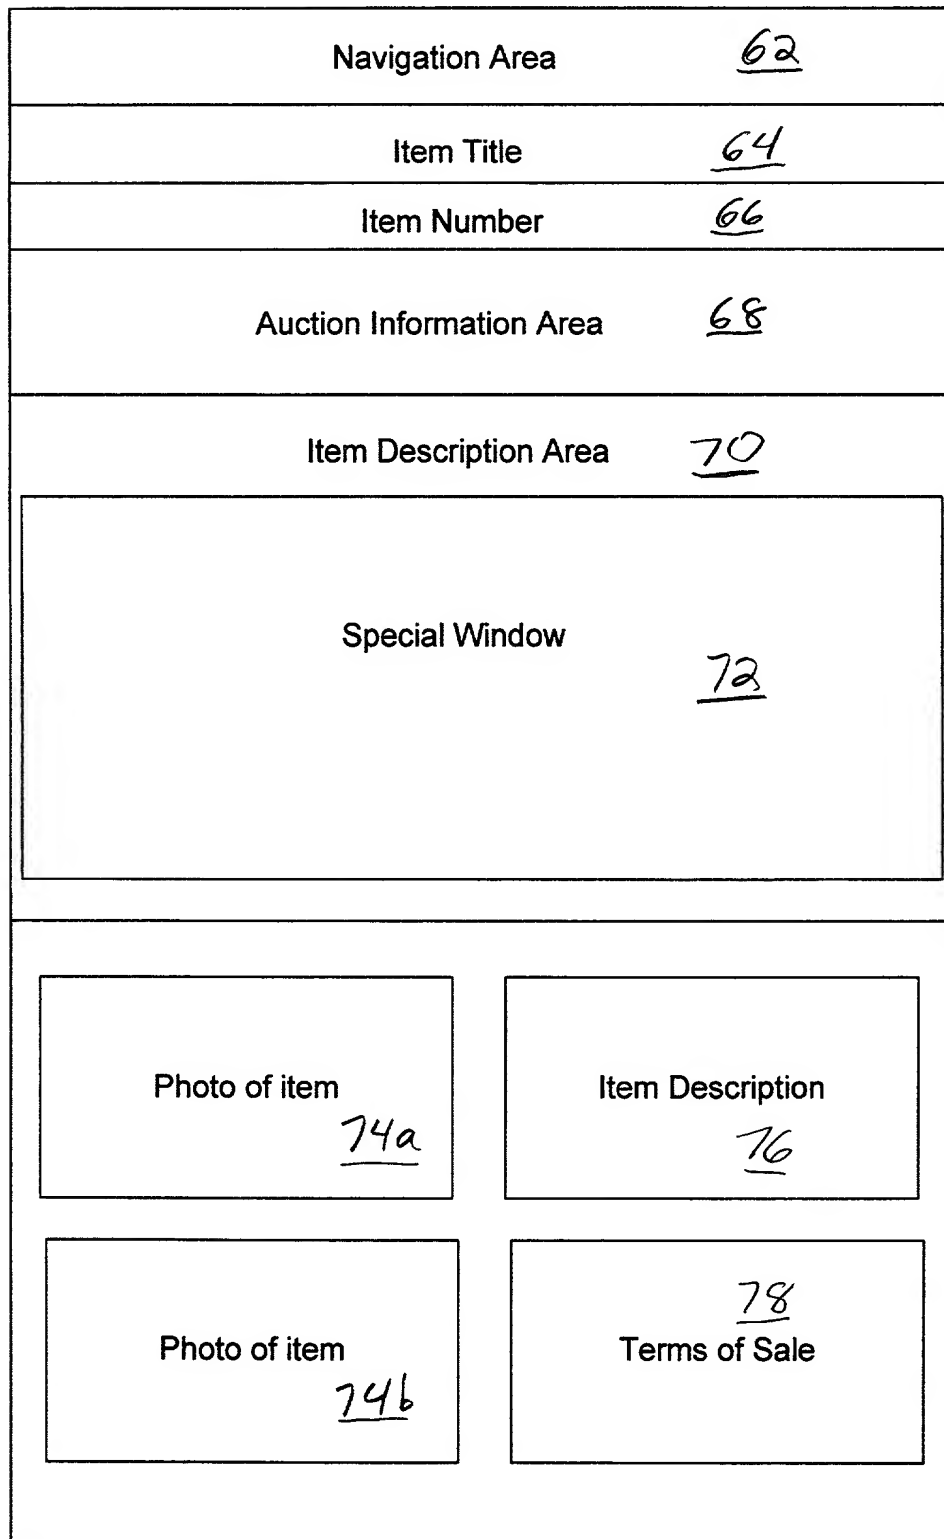 Navigation Area 62
Item Title 64
Item Number 66
Auction Information Area 68
Item Description Area 70
Special Window
72
Photo of item
74a
Item Description
76
Photo of item
74b
78
Terms of Sale